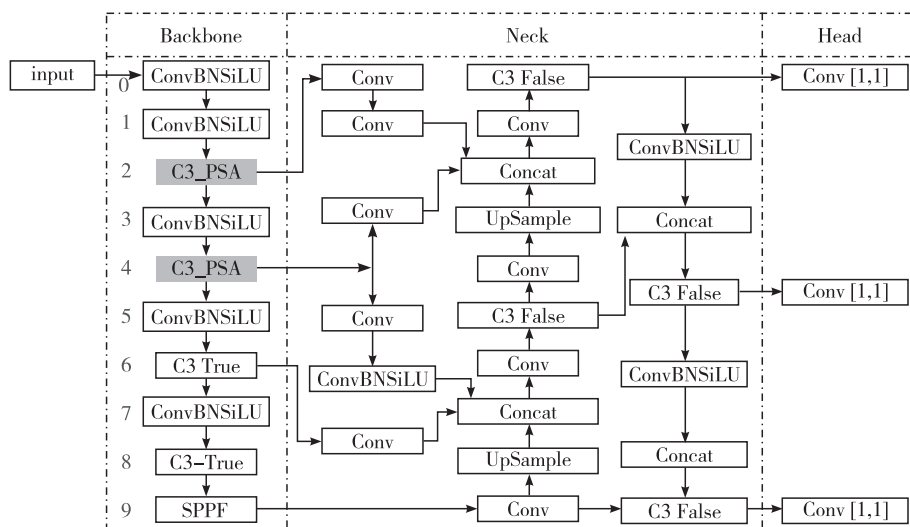 Backbone
Neck
Head
input
0
ConvBNSiLU
1
ConvBNSiLU
2
C3_PSA
3
ConvBNSiLU
4
C3_PSA
5
ConvBNSiLU
6
C3 True
7
ConvBNSiLU
8
C3-True
9
SPPF
Conv
Conv
Conv
Conv
ConvBNSiLU
Conv
C3 False
Conv
Concat
UpSample
Conv
C3 False
Conv
Concat
UpSample
Conv
ConvBNSiLU
Concat
C3 False
ConvBNSiLU
Concat
C3 False
Conv [1,1]
Conv [1,1]
Conv [1,1]